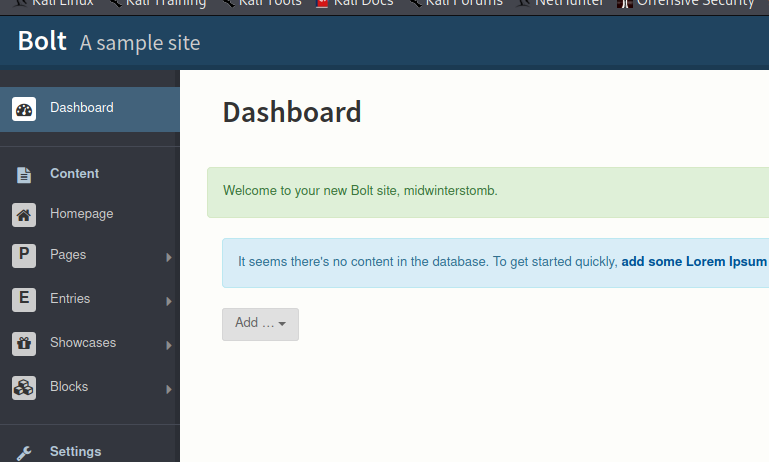 Kali Linux Kali Training Kali Tools Kali Docs Kali Forums NetHunter Offensive Security
Bolt A sample site
Dashboard
Dashboard
Welcome to your new Bolt site, midwinterstomb.
Content
Homepage
It seems there's no content in the database. To get started quickly, add some Lorem Ipsum
P Pages
E Entries
Add ...
Showcases
Blocks
Settings